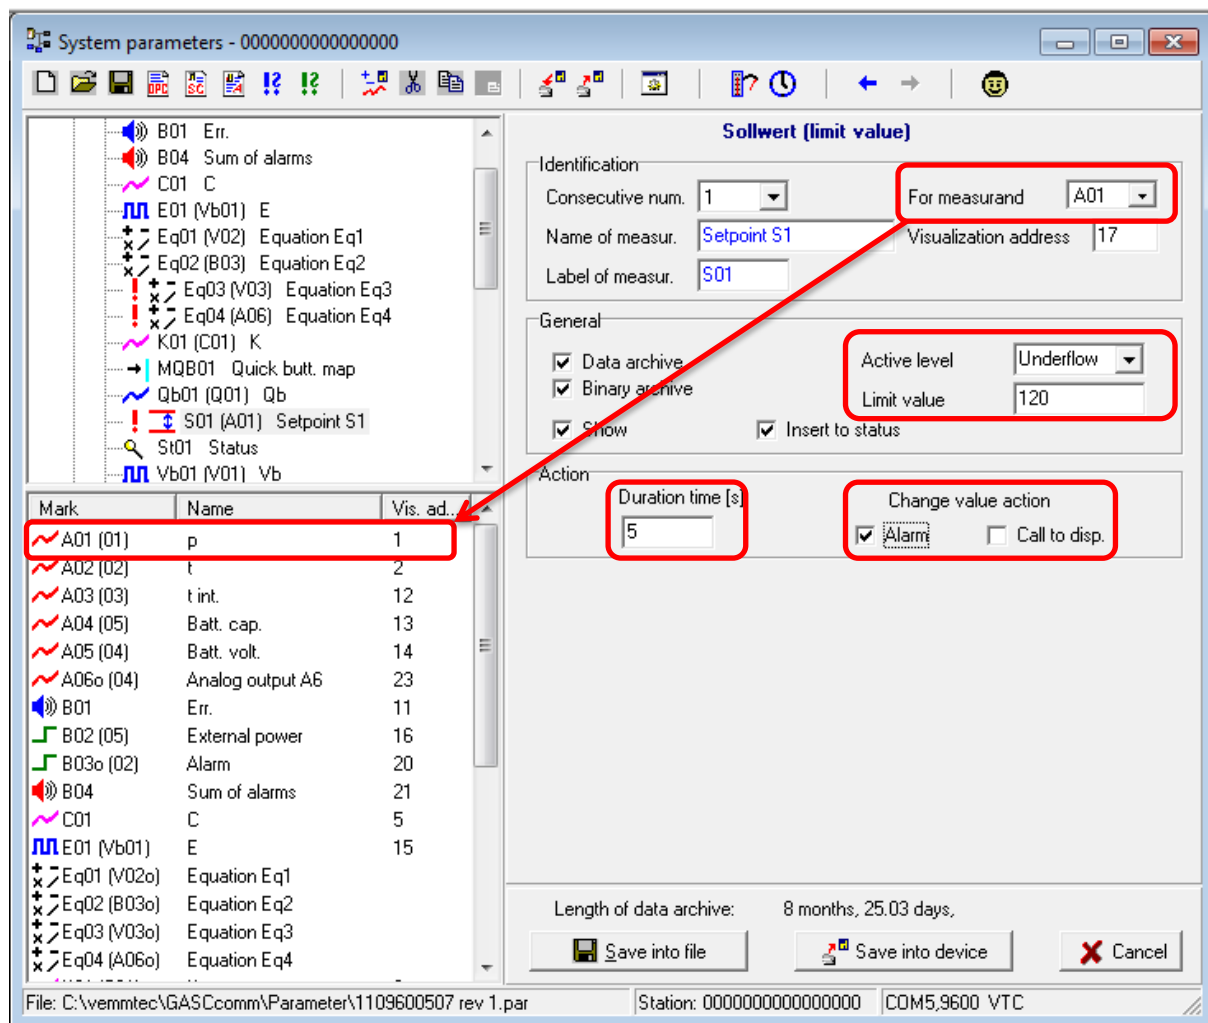 System parameters - 0000000000000000
B01 Err.
B04 Sum of alarms
C01 C
E01 (Vb01) E
Eq01 (V02) Equation Eq1
Eq02 (B03) Equation Eq2
Eq03 (V03) Equation Eq3
Eq04 (A06) Equation Eq4
K01 (C01) K
MQB01 Quick butt. map
Qb01 (Q01) Qb
S01 (A01) Setpoint S1
St01 Status
Vb01 (V01) Vb
Mark Name Vis. ad...
A01 (01) p 1
A02 (02) t 2
A03 (03) t int. 12
A04 (05) Batt. cap. 13
A05 (04) Batt. volt. 14
A06o (04) Analog output A6 23
B01 Err. 11
B02 (05) External power 16
B03o (02) Alarm 20
B04 Sum of alarms 21
C01 C 5
E01 (Vb01) E 15
Eq01 (V02o) Equation Eq1
Eq02 (B03o) Equation Eq2
Eq03 (V03o) Equation Eq3
Eq04 (A06o) Equation Eq4
Sollwert (limit value)
Identification
Consecutive num. 1 For measurand A01
Name of measur. Setpoint S1 Visualization address 17
Label of measur. S01
General
Data archive Active level Underflow
Binary archive Limit value 120
Show Insert to status
Action
Duration time [s] Change value action
5 Alarm Call to disp.
Length of data archive: 8 months, 25.03 days,
Save into file Save into device Cancel
File: C:\vemmtec\GASCcomm\Parameter\1109600507 rev 1.par Station: 0000000000000000 COM5,9600 VTC